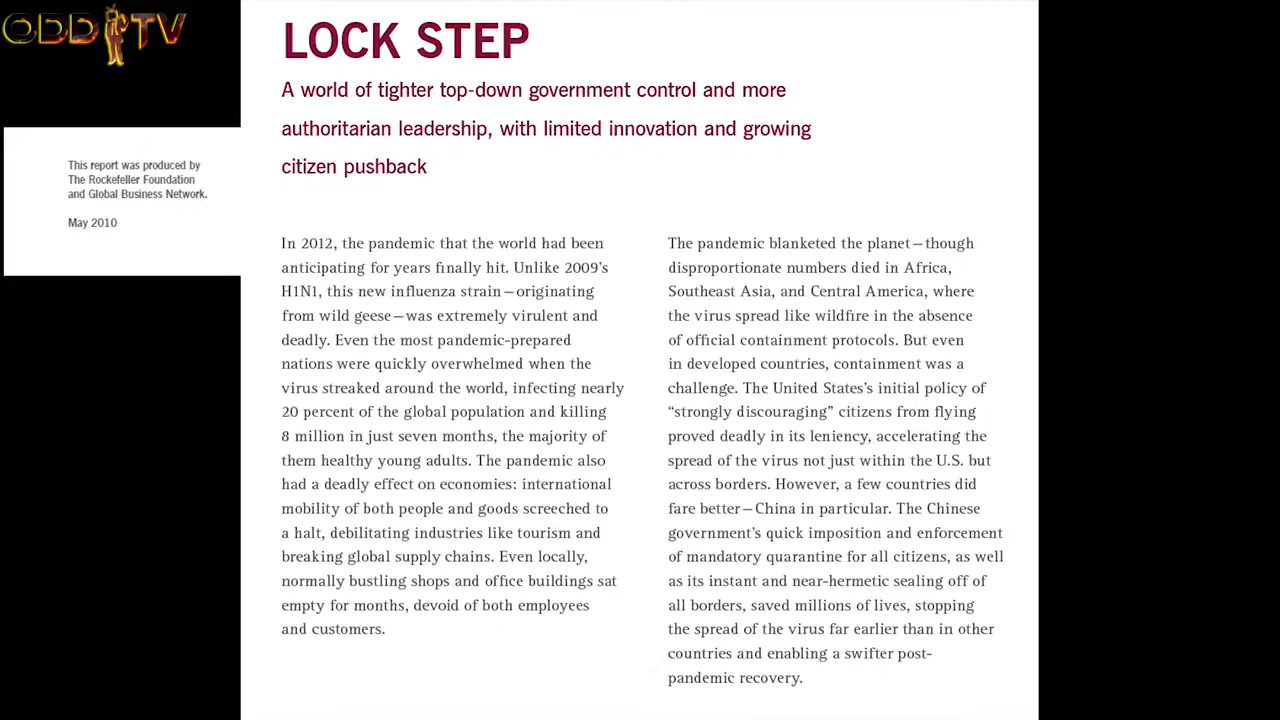 ODD TV
LOCK STEP
A world of tighter top-down government control and more
authoritarian leadership, with limited innovation and growing
citizen pushback
This report was produced by
The Rockefeller Foundation
and Global Business Network.
May 2010
In 2012, the pandemic that the world had been
anticipating for years finally hit. Unlike 2009’s
H1N1, this new influenza strain—originating
from wild geese—was extremely virulent and
deadly. Even the most pandemic-prepared
nations were quickly overwhelmed when the
virus streaked around the world, infecting nearly
20 percent of the global population and killing
8 million in just seven months, the majority of
them healthy young adults. The pandemic also
had a deadly effect on economies: international
mobility of both people and goods screeched to
a halt, debilitating industries like tourism and
breaking global supply chains. Even locally,
normally bustling shops and office buildings sat
empty for months, devoid of both employees
and customers.
The pandemic blanketed the planet—though
disproportionate numbers died in Africa,
Southeast Asia, and Central America, where
the virus spread like wildfire in the absence
of official containment protocols. But even
in developed countries, containment was a
challenge. The United States’s initial policy of
“strongly discouraging” citizens from flying
proved deadly in its leniency, accelerating the
spread of the virus not just within the U.S. but
across borders. However, a few countries did
fare better—China in particular. The Chinese
government’s quick imposition and enforcement
of mandatory quarantine for all citizens, as well
as its instant and near-hermetic sealing off of
all borders, saved millions of lives, stopping
the spread of the virus far earlier than in other
countries and enabling a swifter post-
pandemic recovery.